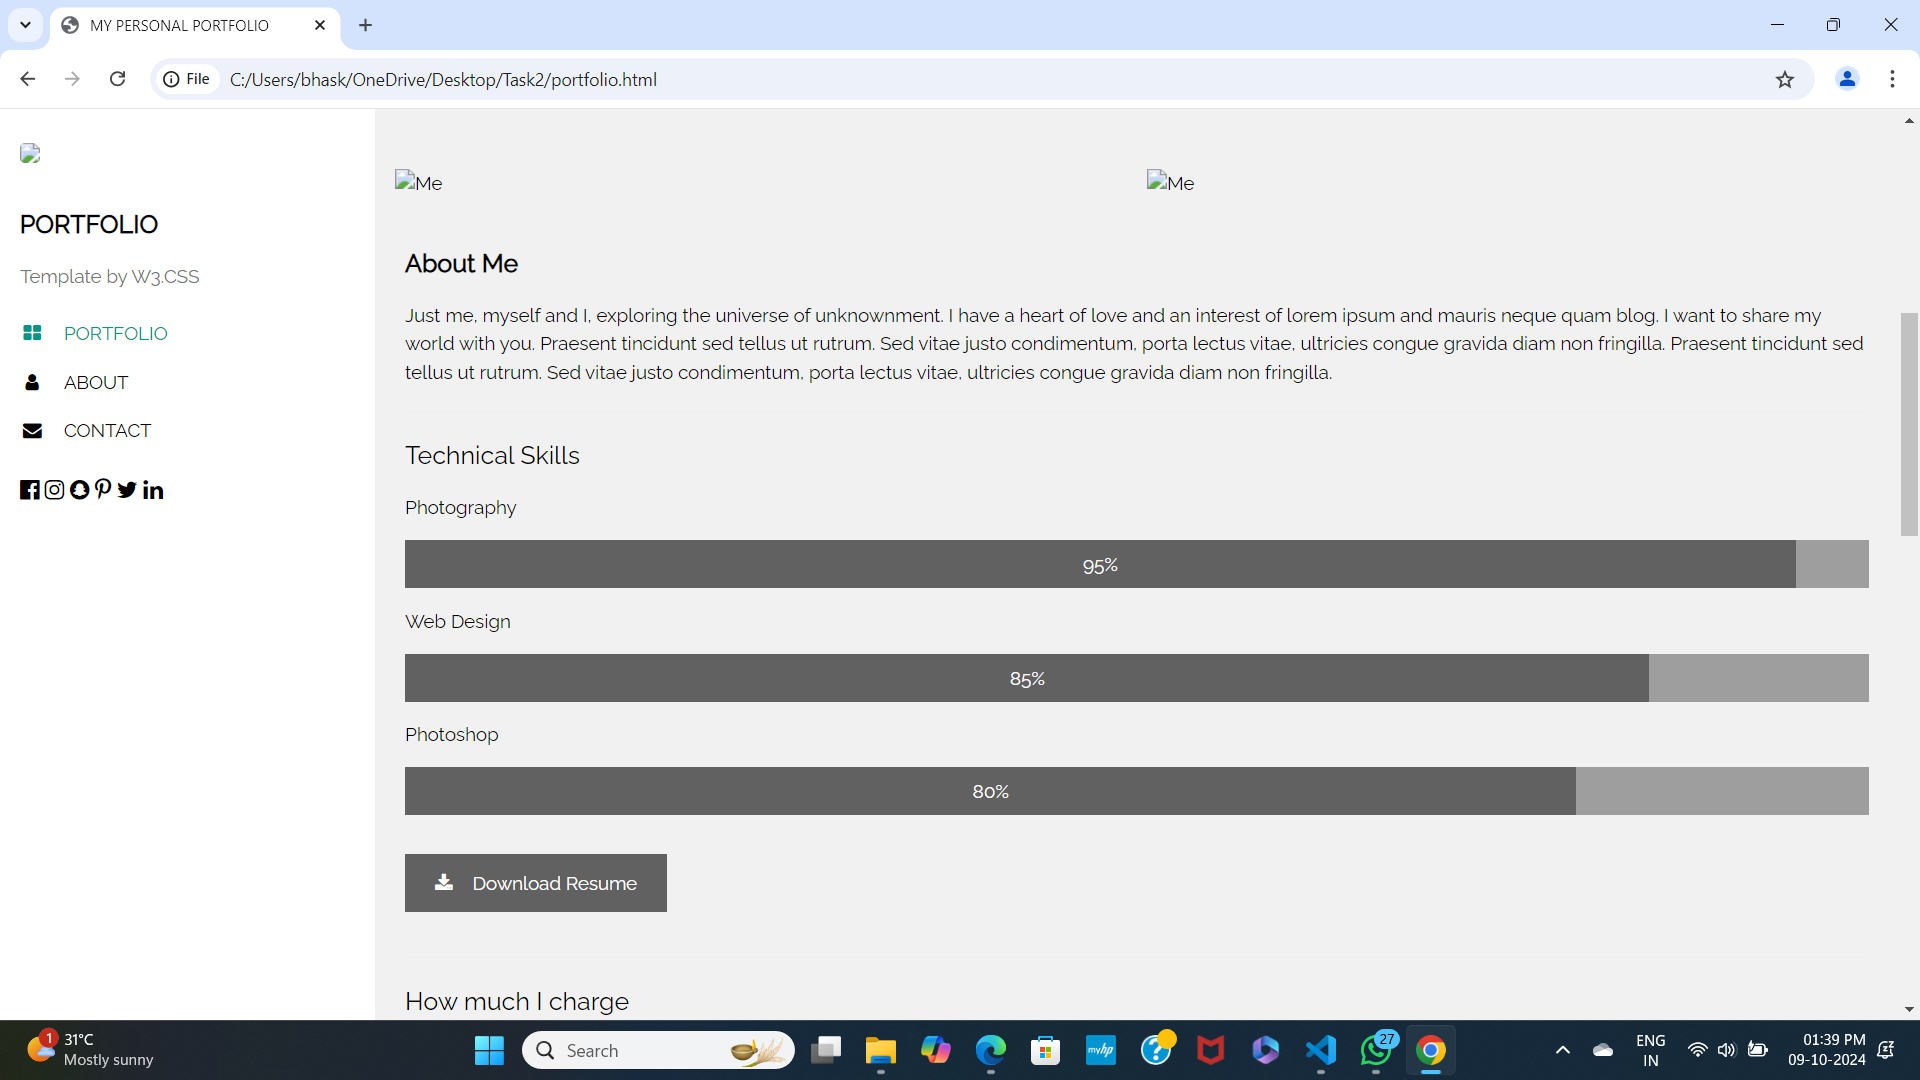 MY PERSONAL PORTFOLIO
File
C:/Users/bhask/OneDrive/Desktop/Task2/portfolio.html
PORTFOLIO
Template by W3.CSS
PORTFOLIO
ABOUT
CONTACT
Me
Me
About Me
Just me, myself and I, exploring the universe of unknownment. I have a heart of love and an interest of lorem ipsum and mauris neque quam blog. I want to share my
world with you. Praesent tincidunt sed tellus ut rutrum. Sed vitae justo condimentum, porta lectus vitae, ultricies congue gravida diam non fringilla. Praesent tincidunt sed
tellus ut rutrum. Sed vitae justo condimentum, porta lectus vitae, ultricies congue gravida diam non fringilla.
Technical Skills
Photography
95%
Web Design
85%
Photoshop
80%
Download Resume
How much I charge
1
31°C
Mostly sunny
Search
myhp
27
ENG
IN
01:39 PM
09-10-2024